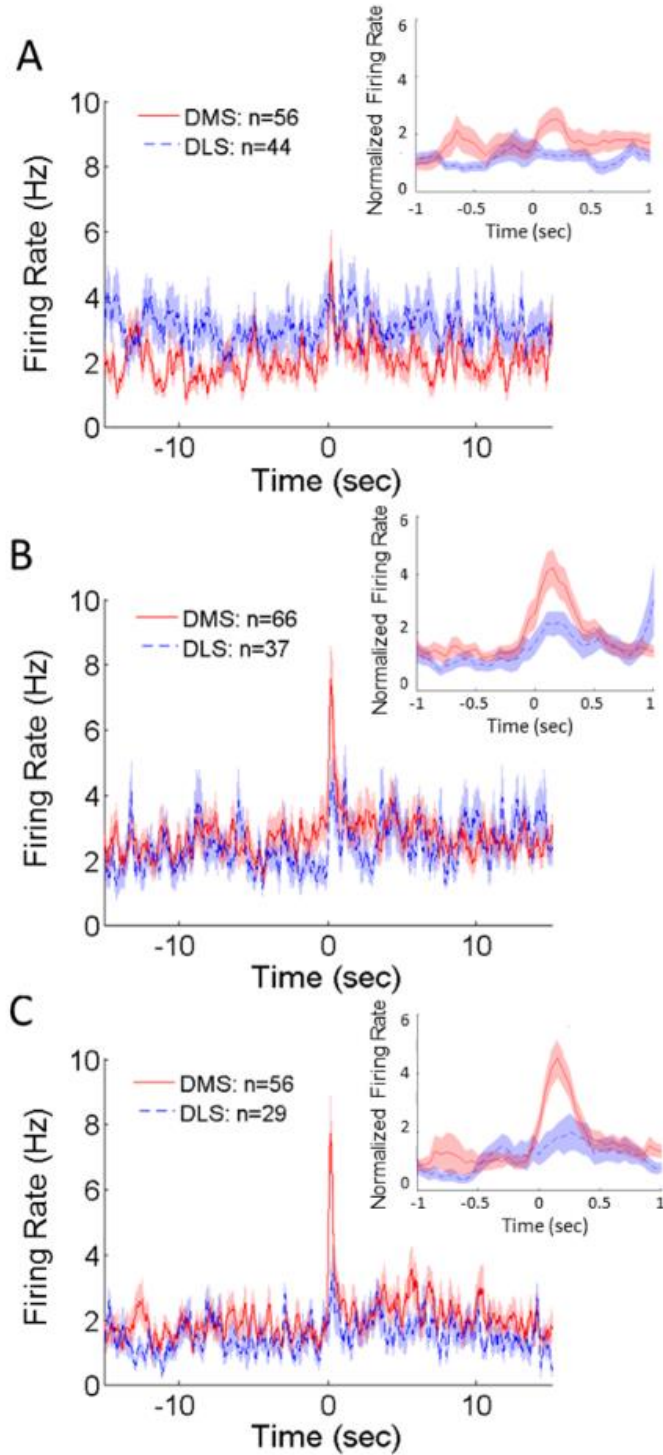 A
DMS: n=56
DLS: n=44
Firing Rate (Hz)
10
8
6
4
2
0
-10
0
10
Time (sec)
Normalized Firing Rate
6
4
2
0
-1
-0.5
0
0.5
1
Time (sec)
B
DMS: n=66
DLS: n=37
Firing Rate (Hz)
10
8
6
4
2
0
-10
0
10
Time (sec)
Normalized Firing Rate
6
4
2
0
-1
-0.5
0
0.5
1
Time (sec)
C
DMS: n=56
DLS: n=29
Firing Rate (Hz)
10
8
6
4
2
0
-10
0
10
Time (sec)
Normalized Firing Rate
6
4
2
0
-1
-0.5
0
0.5
1
Time (sec)